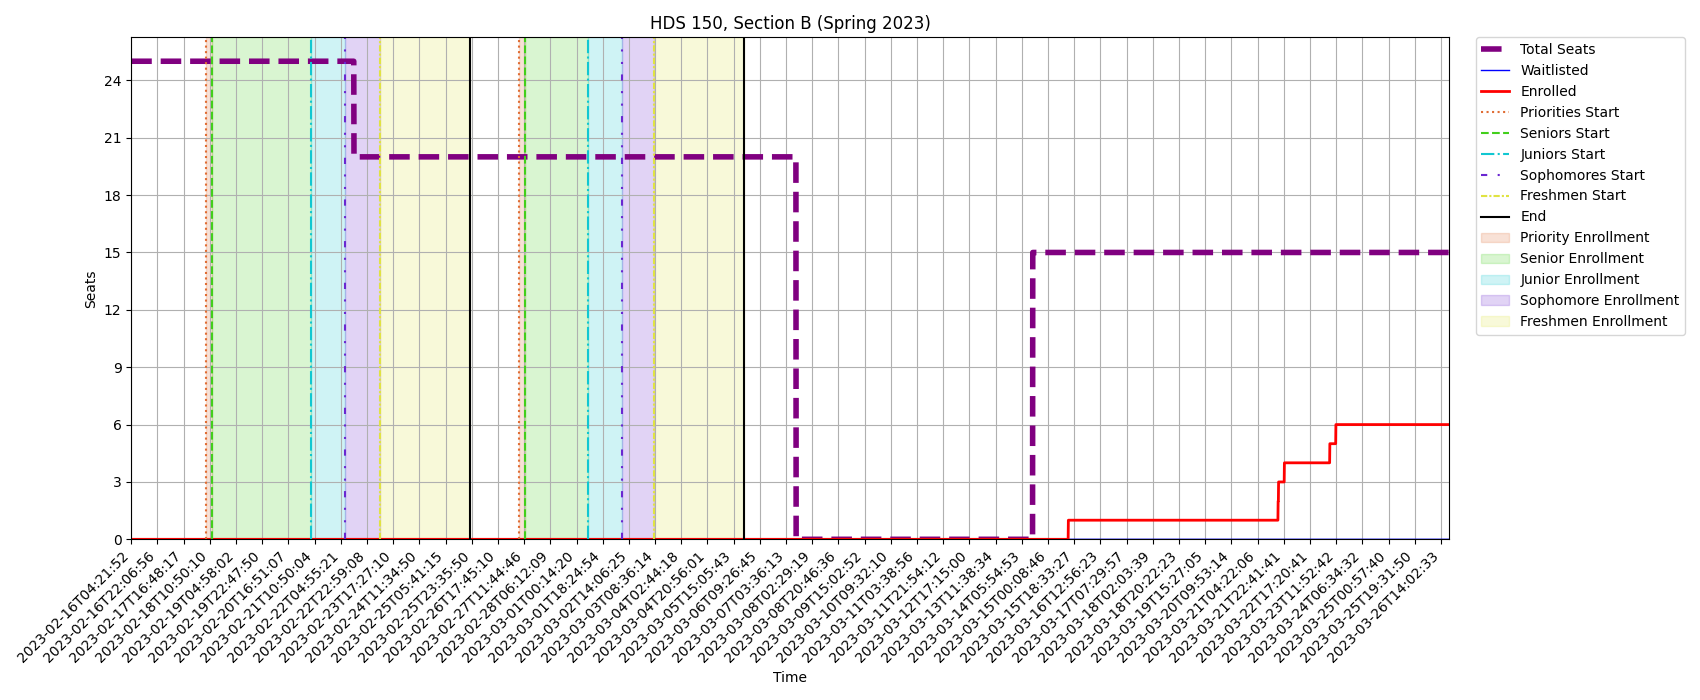 HDS 150, Section B (Spring 2023)
Seats
24
21
18
15
12
9
6
3
0
Total Seats
Waitlisted
Enrolled
Priorities Start
Seniors Start
Juniors Start
Sophomores Start
Freshmen Start
End
Priority Enrollment
Senior Enrollment
Junior Enrollment
Sophomore Enrollment
Freshmen Enrollment
2023-02-16T04:21:52
2023-02-16T22:06:56
2023-02-17T16:48:17
2023-02-18T10:50:10
2023-02-19T04:58:02
2023-02-19T22:47:50
2023-02-20T16:51:07
2023-02-21T10:50:04
2023-02-22T04:55:21
2023-02-22T22:59:08
2023-02-23T17:27:10
2023-02-24T11:34:50
2023-02-25T05:41:15
2023-02-25T23:35:50
2023-02-26T17:45:10
2023-02-27T11:44:46
2023-02-28T06:12:09
2023-03-01T00:14:20
2023-03-01T18:24:54
2023-03-02T14:06:25
2023-03-03T08:36:14
2023-03-04T02:44:18
2023-03-04T20:56:01
2023-03-05T15:05:43
2023-03-06T09:26:45
2023-03-07T03:36:13
2023-03-08T02:29:19
2023-03-08T20:46:36
2023-03-09T15:02:52
2023-03-10T09:32:10
2023-03-11T03:38:56
2023-03-11T21:54:12
2023-03-12T17:15:00
2023-03-13T11:38:34
2023-03-14T05:54:53
2023-03-15T00:08:46
2023-03-15T18:33:27
2023-03-16T12:56:23
2023-03-17T07:29:57
2023-03-18T02:03:39
2023-03-18T20:22:23
2023-03-19T15:27:05
2023-03-20T09:53:14
2023-03-21T04:22:06
2023-03-21T22:41:41
2023-03-22T17:20:41
2023-03-23T11:52:42
2023-03-24T06:34:32
2023-03-25T00:57:40
2023-03-25T19:31:50
2023-03-26T14:02:33
Time